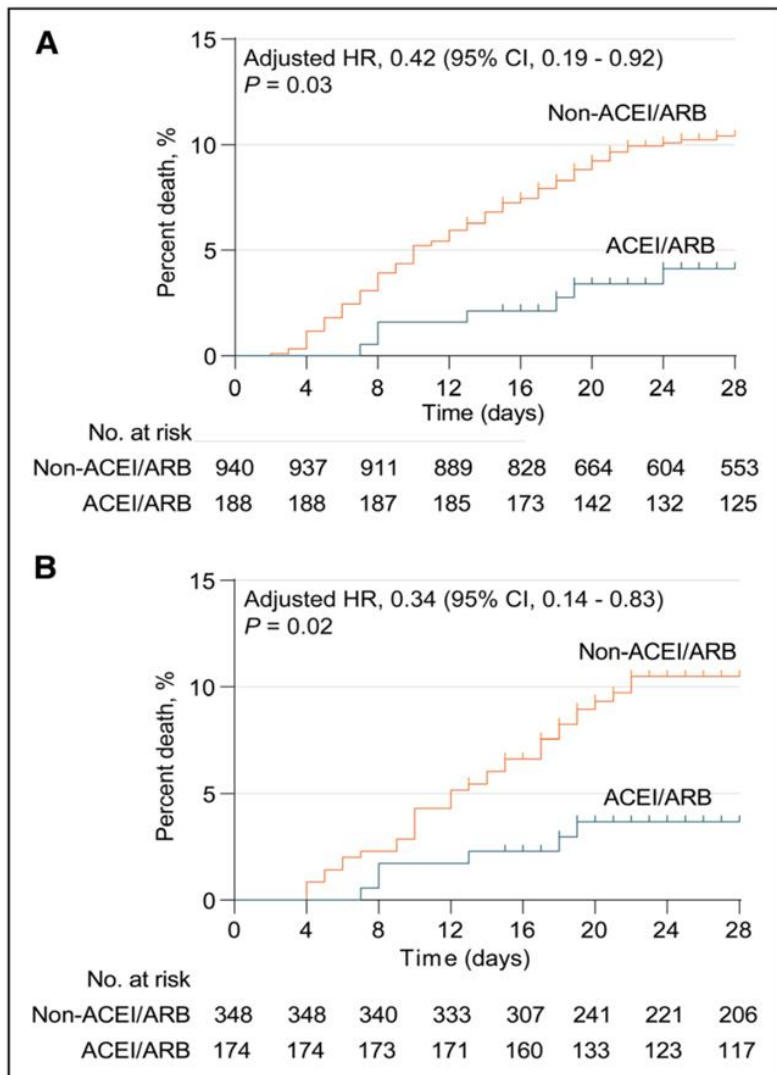 A
15
Adjusted HR, 0.42 (95% CI, 0.19 - 0.92)
P = 0.03
Non-ACEI/ARB
10
Percent death, %
ACEI/ARB
5
0
0 4 8 12 16 20 24 28
Time (days)
No. at risk
Non-ACEI/ARB 940 937 911 889 828 664 604 553
ACEI/ARB 188 188 187 185 173 142 132 125
B
15
Adjusted HR, 0.34 (95% CI, 0.14 - 0.83)
P = 0.02
Non-ACEI/ARB
10
Percent death, %
ACEI/ARB
5
0
0 4 8 12 16 20 24 28
Time (days)
No. at risk
Non-ACEI/ARB 348 348 340 333 307 241 221 206
ACEI/ARB 174 174 173 171 160 133 123 117